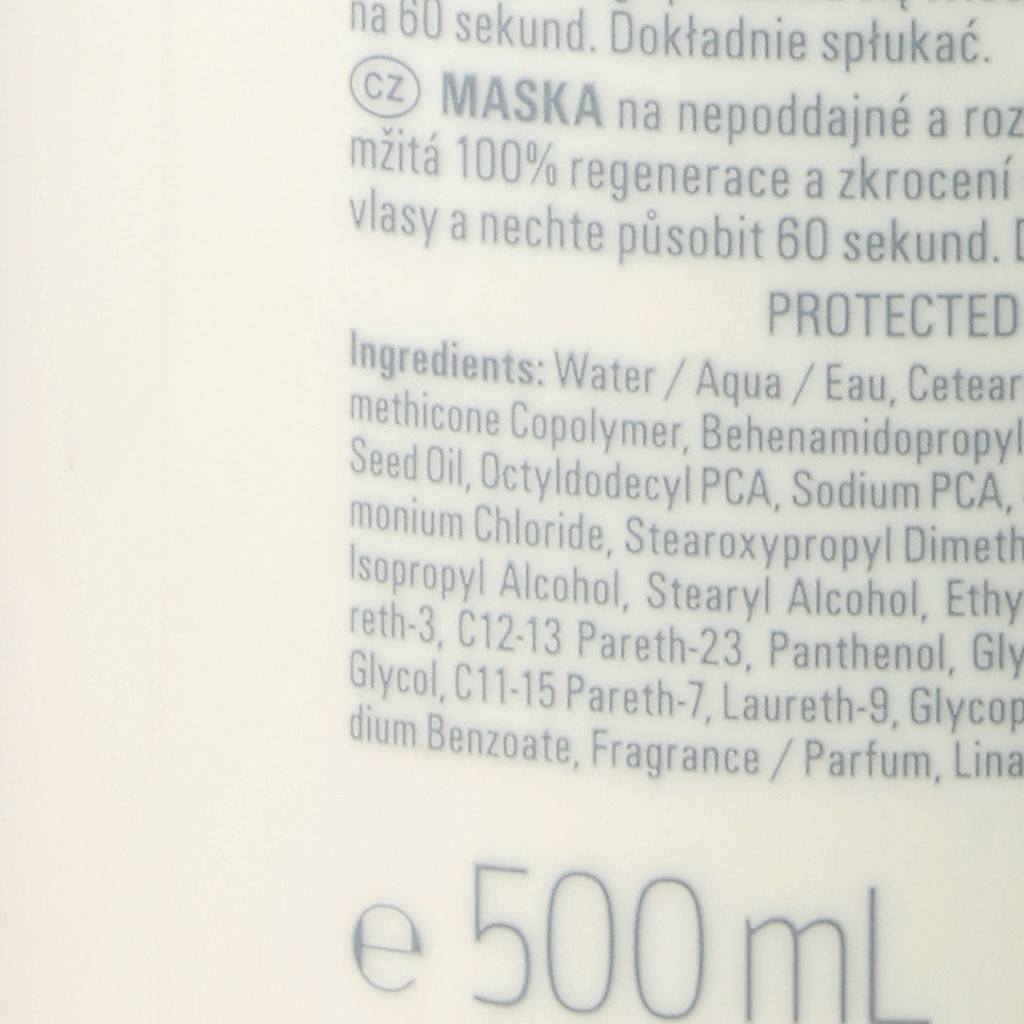 na 60 sekund. Dokładnie spłukać.
CZ MASKA na nepoddajné a roz
mžitá 100% regenerace a zkrocení
vlasy a nechte působit 60 sekund. D
PROTECTED
Ingredients: Water / Aqua / Eau, Cetear
methicone Copolymer, Behenamidopropyl
Seed Oil, Octyldodecyl PCA, Sodium PCA,
monium Chloride, Stearoxypropyl Dimeth
Isopropyl Alcohol, Stearyl Alcohol, Ethy
reth-3, C12-13 Pareth-23, Panthenol, Gly
Glycol, C11-15 Pareth-7, Laureth-9, Glycop
dium Benzoate, Fragrance / Parfum, Lina
e 500 mL